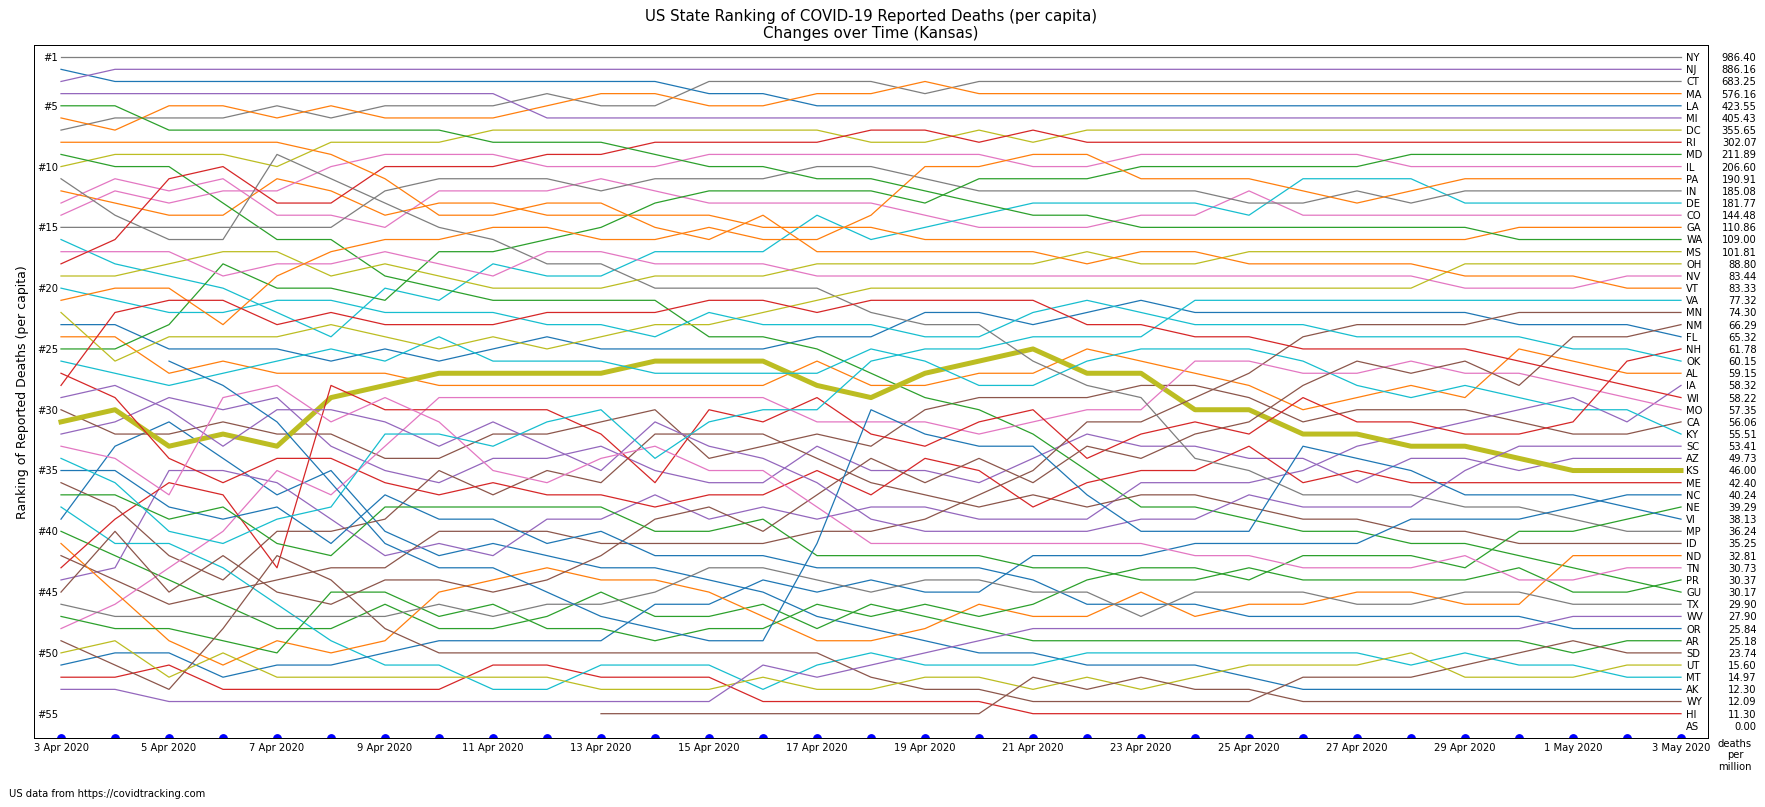 US State Ranking of COVID-19 Reported Deaths (per capita)
Changes over Time (Kansas)
Ranking of Reported Deaths (per capita)
#1
#5
#10
#15
#20
#25
#30
#35
#40
#45
#50
#55
NY 986.40
NJ 886.16
CT 683.25
MA 576.16
LA 423.55
MI 405.43
DC 355.65
RI 302.07
MD 211.89
IL 206.60
PA 190.91
IN 185.08
DE 181.77
CO 144.48
GA 110.86
WA 109.00
MS 101.81
OH 88.80
NV 83.44
VT 83.33
VA 77.32
MN 74.30
NM 66.29
FL 65.32
NH 61.78
OK 60.15
AL 59.15
IA 58.32
WI 58.22
MO 57.35
CA 56.06
KY 55.51
SC 53.41
AZ 49.73
KS 46.00
ME 42.40
NC 40.24
NE 39.29
VI 38.13
MP 36.24
ID 35.25
ND 32.81
TN 30.73
PR 30.37
GU 30.17
TX 29.90
WV 27.90
OR 25.84
AR 25.18
SD 23.74
UT 15.60
MT 14.97
AK 12.30
WY 12.09
HI 11.30
AS 0.00
3 Apr 2020 5 Apr 2020 7 Apr 2020 9 Apr 2020 11 Apr 2020 13 Apr 2020 15 Apr 2020 17 Apr 2020 19 Apr 2020 21 Apr 2020 23 Apr 2020 25 Apr 2020 27 Apr 2020 29 Apr 2020 1 May 2020 3 May 2020
deaths
per
million
US data from https://covidtracking.com